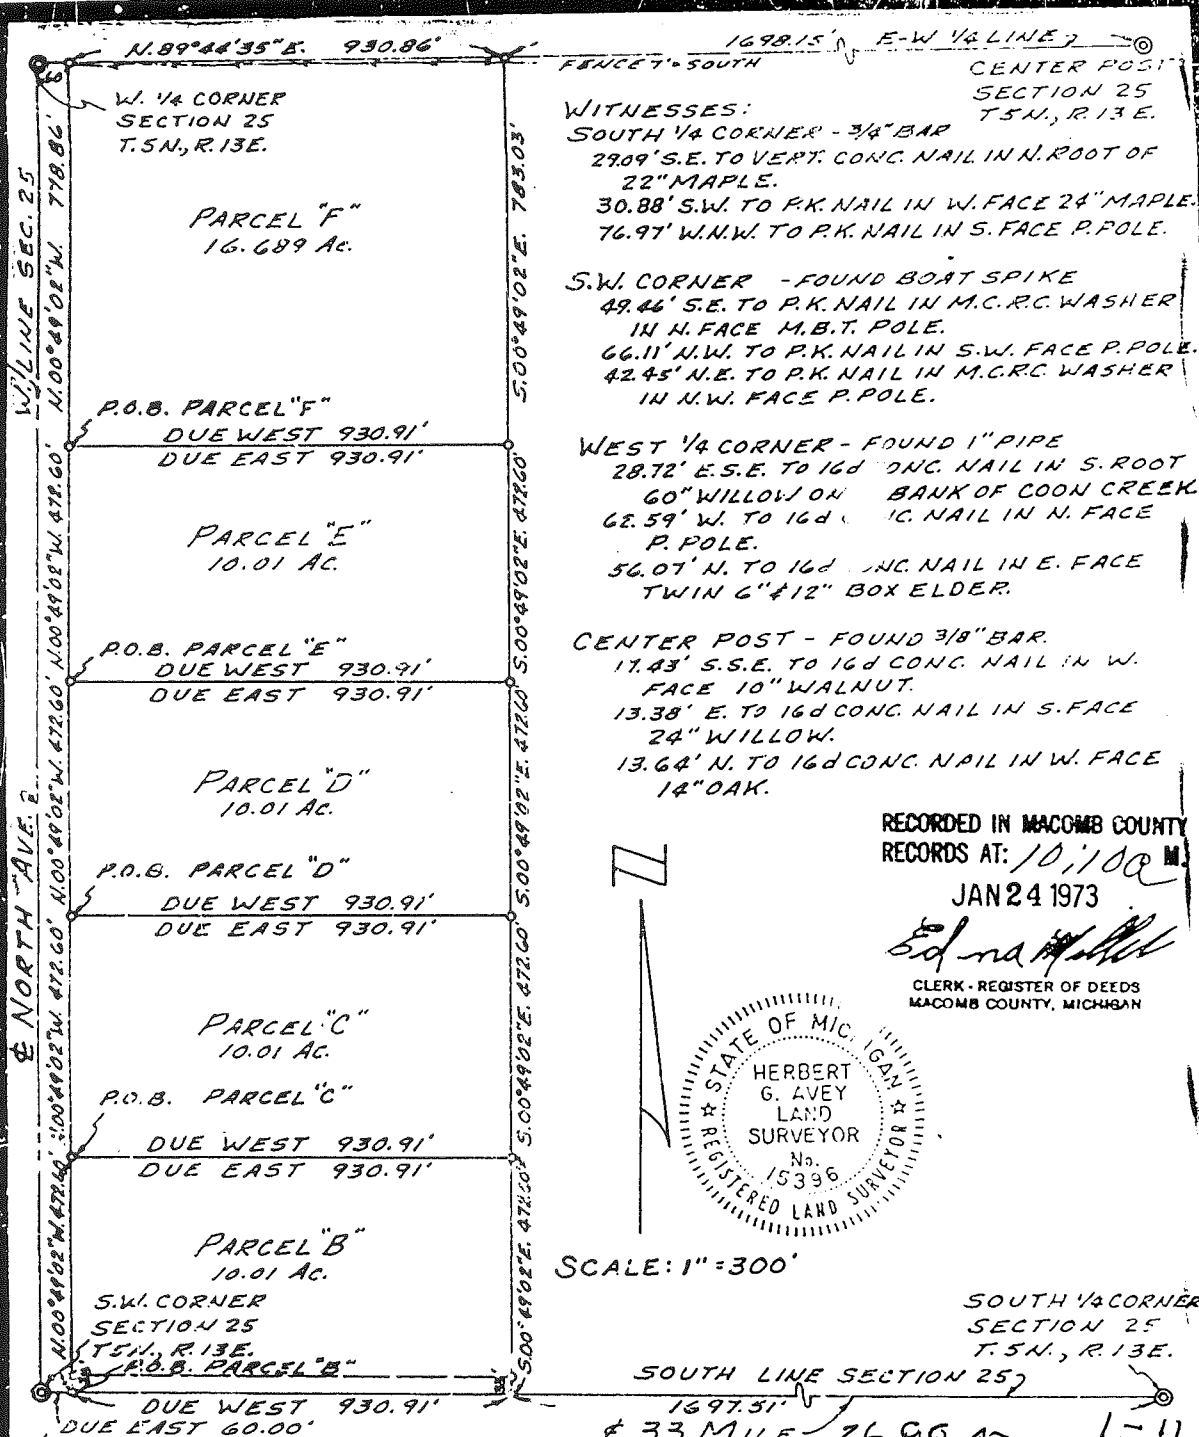 N.89°44'35"E. 930.86'
1698.15' E-W 1/4 LINE
FENCE 7'± SOUTH
CENTER POST
SECTION 25
T.5N., R.13E.
60'
W. 1/4 CORNER
SECTION 25
T.5N., R.13E.
W. LINE SEC. 25
N.00°49'02"W. 778.86'
S.00°49'02"E. 783.03'
PARCEL "F"
16.689 Ac.
P.O.B. PARCEL "F"
DUE WEST 930.91'
DUE EAST 930.91'
N.00°49'02"W. 472.60'
S.00°49'02"E. 472.60'
PARCEL "E"
10.01 Ac.
P.O.B. PARCEL "E"
DUE WEST 930.91'
DUE EAST 930.91'
N.00°49'02"W. 472.60'
S.00°49'02"E. 472.60'
PARCEL "D"
10.01 Ac.
P.O.B. PARCEL "D"
DUE WEST 930.91'
DUE EAST 930.91'
℄ NORTH AVE.
N.00°49'02"W. 472.60'
S.00°49'02"E. 472.60'
PARCEL "C"
10.01 Ac.
P.O.B. PARCEL "C"
DUE WEST 930.91'
DUE EAST 930.91'
N.00°49'02"W. 472.60'
S.00°49'02"E. 472.60'
PARCEL "B"
10.01 Ac.
S.W. CORNER
SECTION 25
T.5N., R.13E.
P.O.B. PARCEL "B"
DUE WEST 930.91'
DUE EAST 60.00'
WITNESSES:
SOUTH 1/4 CORNER - 3/4" BAR
29.09' S.E. TO VERT. CONC. NAIL IN N. ROOT OF
22" MAPLE.
30.88' S.W. TO P.K. NAIL IN W. FACE 24" MAPLE.
76.97' W.N.W. TO P.K. NAIL IN S. FACE P. POLE.
S.W. CORNER - FOUND BOAT SPIKE
49.46' S.E. TO P.K. NAIL IN M.C.R.C. WASHER
IN N. FACE M.B.T. POLE.
66.11' N.W. TO P.K. NAIL IN S.W. FACE P. POLE.
42.45' N.E. TO P.K. NAIL IN M.C.R.C. WASHER
IN N.W. FACE P. POLE.
WEST 1/4 CORNER - FOUND 1" PIPE
28.72' E.S.E. TO 16d ONC. NAIL IN S. ROOT
60" WILLOW ON BANK OF COON CREEK
62.59' W. TO 16d C. NAIL IN N. FACE
P. POLE.
56.07' N. TO 16d NC. NAIL IN E. FACE
TWIN 6" & 12" BOX ELDER.
CENTER POST - FOUND 3/8" BAR.
17.43' S.S.E. TO 16d CONC. NAIL IN W.
FACE 10" WALNUT.
13.38' E. TO 16d CONC. NAIL IN S. FACE
24" WILLOW.
13.64' N. TO 16d CONC. NAIL IN W. FACE
14" OAK.
RECORDED IN MACOMB COUNTY
RECORDS AT: 10:10a M.
JAN 24 1973
Edna Miller
CLERK - REGISTER OF DEEDS
MACOMB COUNTY, MICHIGAN
N
STATE OF MICHIGAN
HERBERT
G. AVEY
LAND
SURVEYOR
No.
15396
REGISTERED LAND SURVEYOR
SCALE: 1" = 300'
SOUTH 1/4 CORNER
SECTION 25
T.5N., R.13E.
SOUTH LINE SECTION 25
1697.51'
℄ 33 MILE